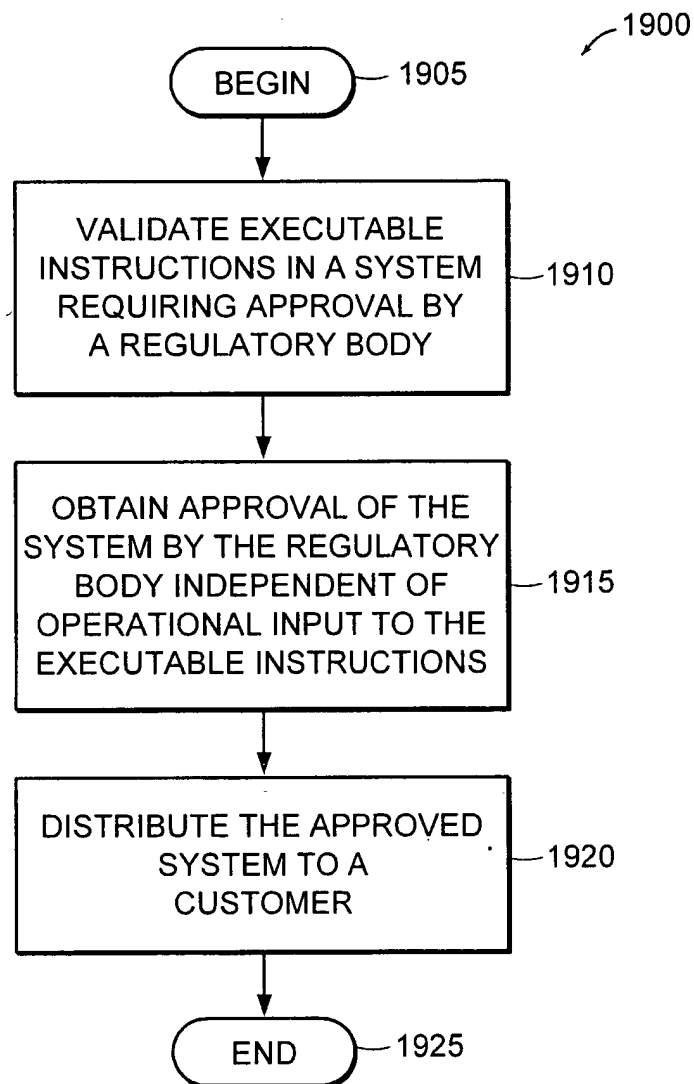 1900
BEGIN
1905
VALIDATE EXECUTABLE
INSTRUCTIONS IN A SYSTEM
REQUIRING APPROVAL BY
A REGULATORY BODY
1910
OBTAIN APPROVAL OF THE
SYSTEM BY THE REGULATORY
BODY INDEPENDENT OF
OPERATIONAL INPUT TO THE
EXECUTABLE INSTRUCTIONS
1915
DISTRIBUTE THE APPROVED
SYSTEM TO A
CUSTOMER
1920
END
1925